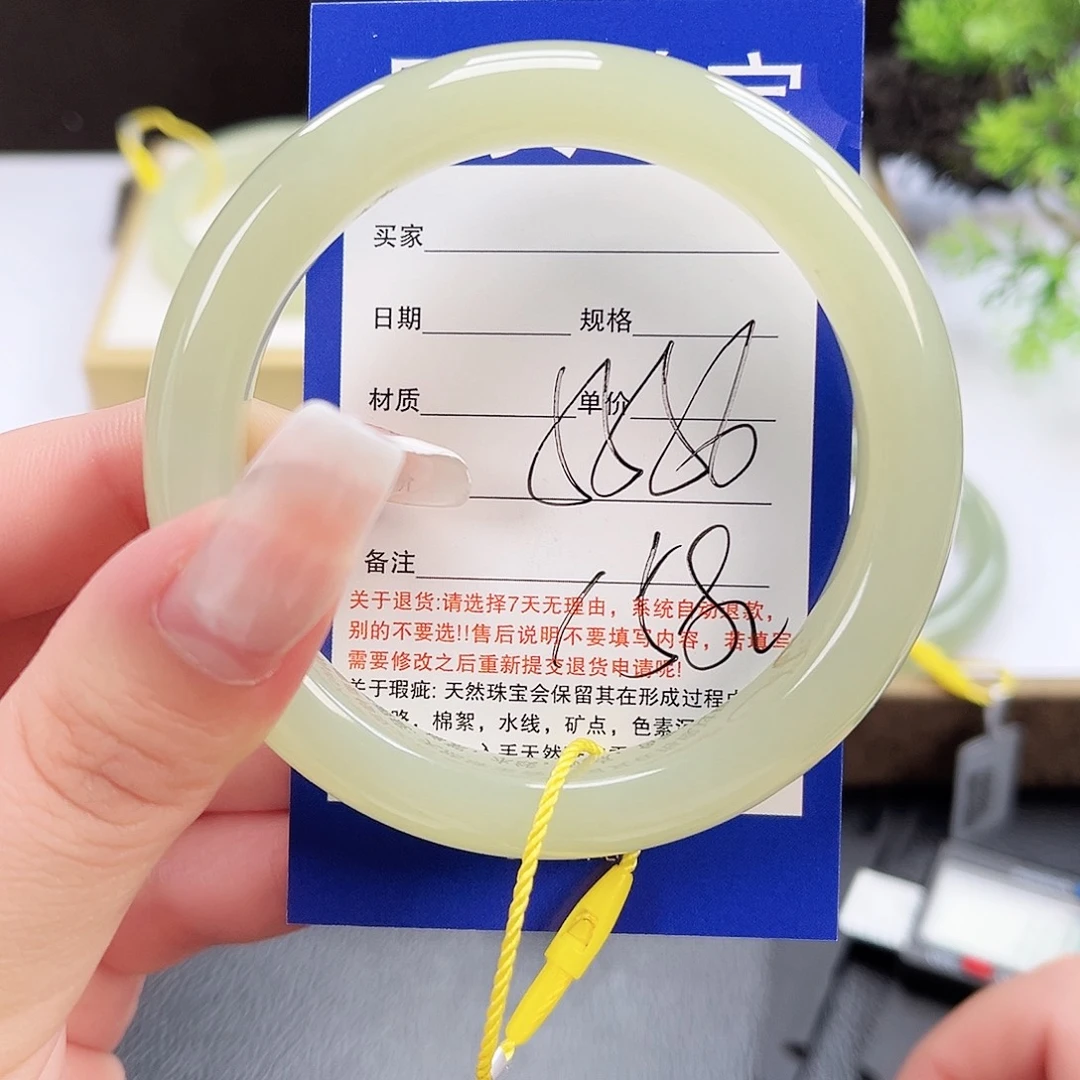 买家
日期 规格
材质 单价
备注
158
关于退货:请选择7天无理由，系统自动退款，
别的不要选!!售后说明不要填写内容，若填写
需要修改之后重新提交退货申请呢!
关于瑕疵: 天然珠宝会保留其在形成过程
，棉絮，水线，矿点，色素
入手天然